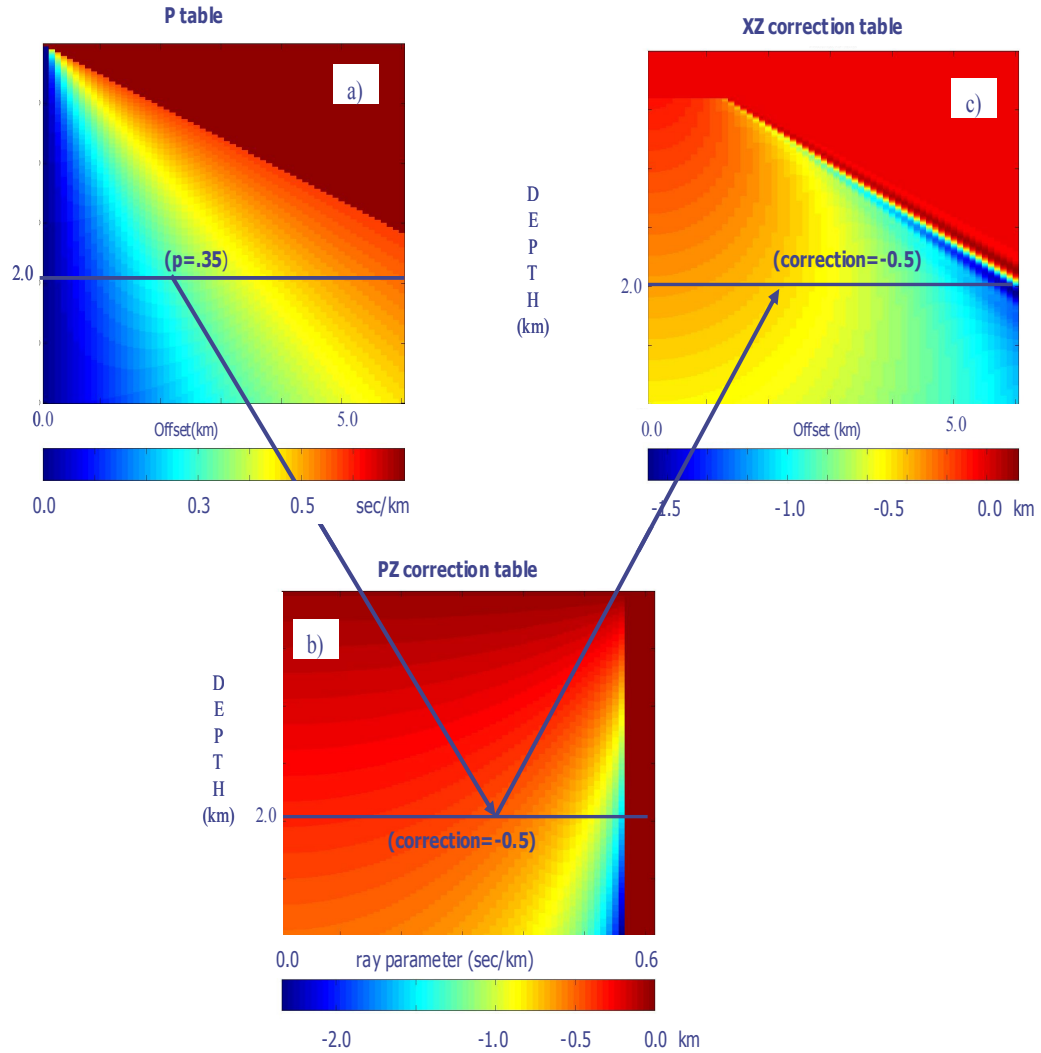 P table
a)
(p=.35)
2.0
0.0
5.0
Offset(km)
0.0 0.3 0.5 sec/km
XZ correction table
c)
D
E
P
T
H
(km)
(correction=-0.5)
2.0
0.0 Offset (km) 5.0
-1.5 -1.0 -0.5 0.0 km
PZ correction table
b)
D
E
P
T
H
(km)
2.0
(correction=-0.5)
0.0 ray parameter (sec/km) 0.6
-2.0 -1.0 -0.5 0.0 km